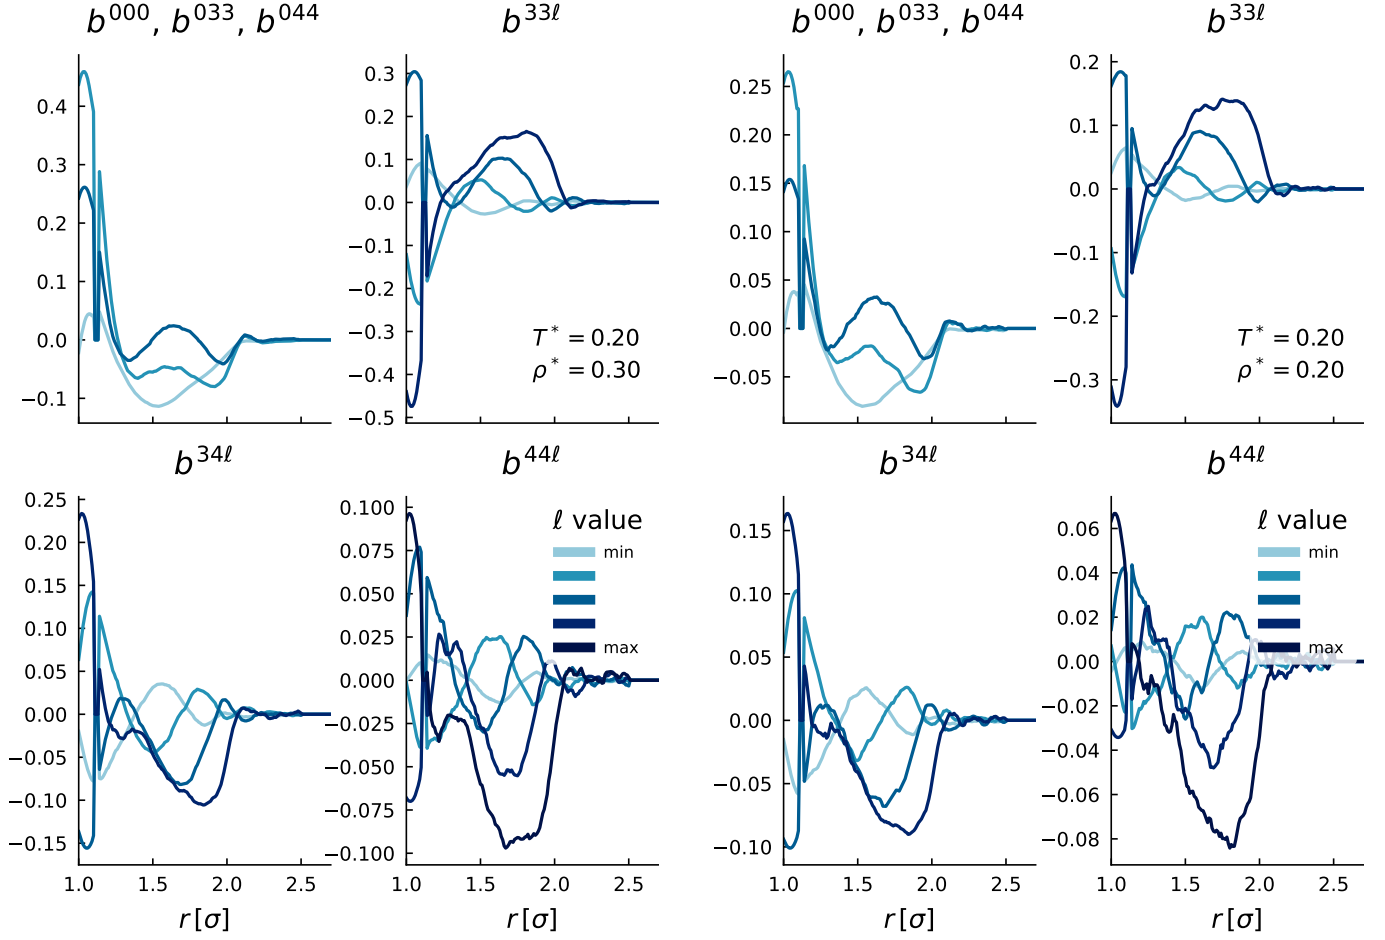 b⁰⁰⁰, b⁰³³, b⁰⁴⁴
0.4
0.3
0.2
0.1
0.0
−0.1
b³³ℓ
0.3
0.2
0.1
0.0
−0.1
−0.2
−0.3
−0.4
−0.5
T* = 0.20
ρ* = 0.30
b⁰⁰⁰, b⁰³³, b⁰⁴⁴
0.25
0.20
0.15
0.10
0.05
0.00
−0.05
b³³ℓ
0.2
0.1
0.0
−0.1
−0.2
−0.3
T* = 0.20
ρ* = 0.20
b³⁴ℓ
0.25
0.20
0.15
0.10
0.05
0.00
−0.05
−0.10
−0.15
1.0 1.5 2.0 2.5
r [σ]
b⁴⁴ℓ
0.100
0.075
0.050
0.025
0.000
−0.025
−0.050
−0.075
−0.100
ℓ value
min
max
1.0 1.5 2.0 2.5
r [σ]
b³⁴ℓ
0.15
0.10
0.05
0.00
−0.05
−0.10
1.0 1.5 2.0 2.5
r [σ]
b⁴⁴ℓ
0.06
0.04
0.02
0.00
−0.02
−0.04
−0.06
−0.08
ℓ value
min
max
1.0 1.5 2.0 2.5
r [σ]